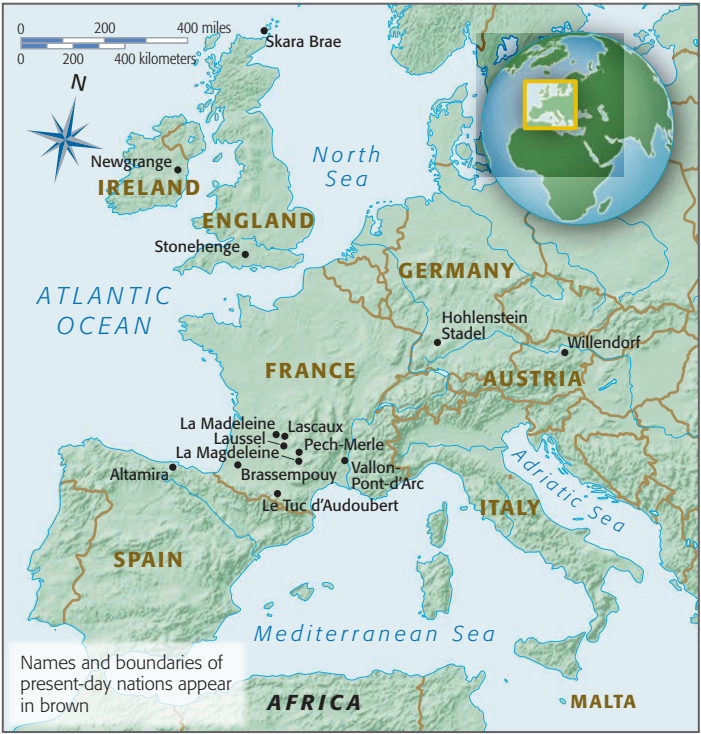 0 200 400 miles
0 200 400 kilometers
N
Skara Brae
North
Sea
Newgrange
IRELAND
ENGLAND
Stonehenge
ATLANTIC
OCEAN
GERMANY
Hohlenstein
Stadel
Willendorf
FRANCE
AUSTRIA
La Madeleine
Lascaux
Laussel
Pech-Merle
La Magdeleine
Altamira
Brassempouy
Vallon-
Pont-d’Arc
Le Tuc d’Audoubert
Adriatic Sea
ITALY
SPAIN
Mediterranean Sea
Names and boundaries of
present-day nations appear
in brown
AFRICA
MALTA